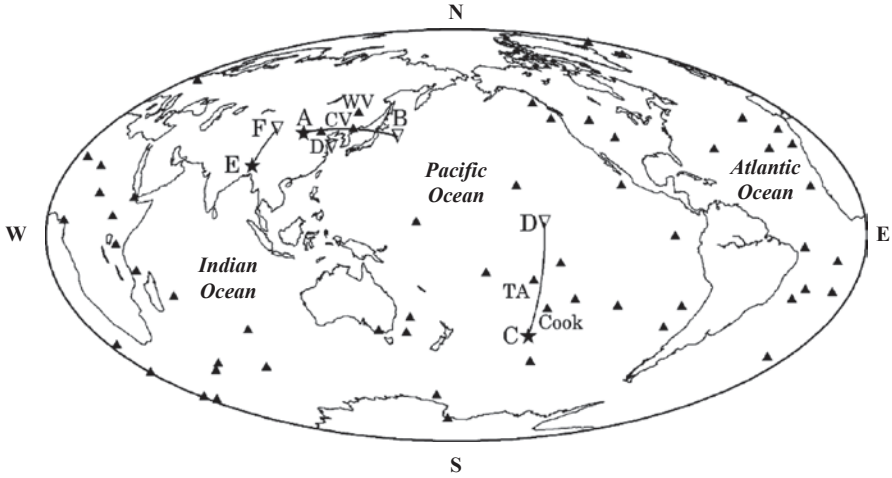 N
WV
A
CV
B
F
D
E
Pacific
Ocean
Atlantic
Ocean
W
E
D
Indian
Ocean
TA
Cook
C
S